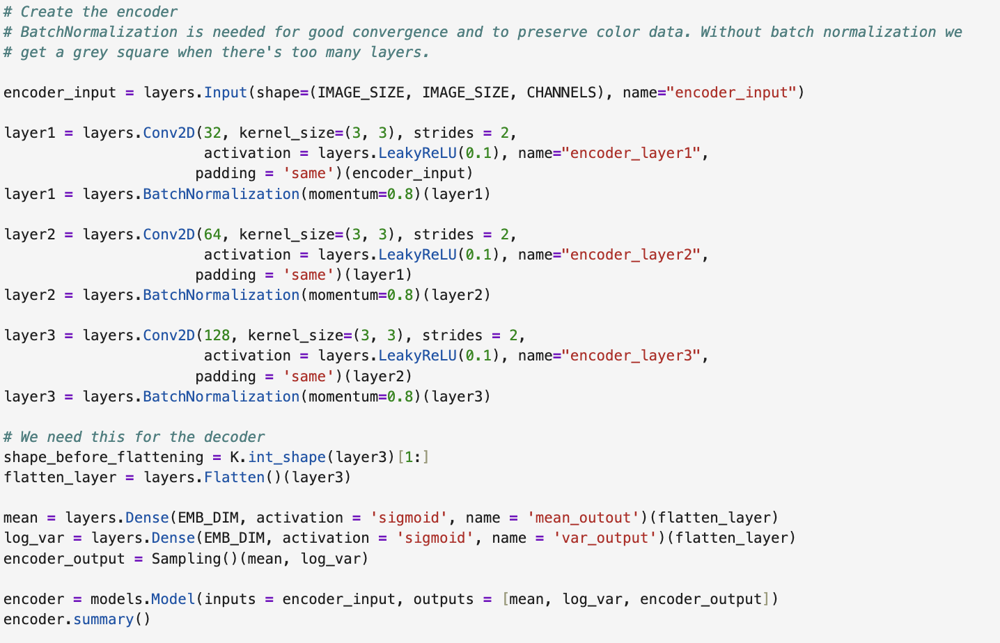 # Create the encoder
# BatchNormalization is needed for good convergence and to preserve color data. Without batch normalization we
# get a grey square when there's too many layers.
encoder_input = layers.Input(shape=(IMAGE_SIZE, IMAGE_SIZE, CHANNELS), name="encoder_input")
layer1 = layers.Conv2D(32, kernel_size=(3, 3), strides = 2,
                       activation = layers.LeakyReLU(0.1), name="encoder_layer1",
                      padding = 'same')(encoder_input)
layer1 = layers.BatchNormalization(momentum=0.8)(layer1)
layer2 = layers.Conv2D(64, kernel_size=(3, 3), strides = 2,
                       activation = layers.LeakyReLU(0.1), name="encoder_layer2",
                      padding = 'same')(layer1)
layer2 = layers.BatchNormalization(momentum=0.8)(layer2)
layer3 = layers.Conv2D(128, kernel_size=(3, 3), strides = 2,
                       activation = layers.LeakyReLU(0.1), name="encoder_layer3",
                      padding = 'same')(layer2)
layer3 = layers.BatchNormalization(momentum=0.8)(layer3)
# We need this for the decoder
shape_before_flattening = K.int_shape(layer3)[1:]
flatten_layer = layers.Flatten()(layer3)
mean = layers.Dense(EMB_DIM, activation = 'sigmoid', name = 'mean_outout')(flatten_layer)
log_var = layers.Dense(EMB_DIM, activation = 'sigmoid', name = 'var_output')(flatten_layer)
encoder_output = Sampling()(mean, log_var)
encoder = models.Model(inputs = encoder_input, outputs = [mean, log_var, encoder_output])
encoder.summary()